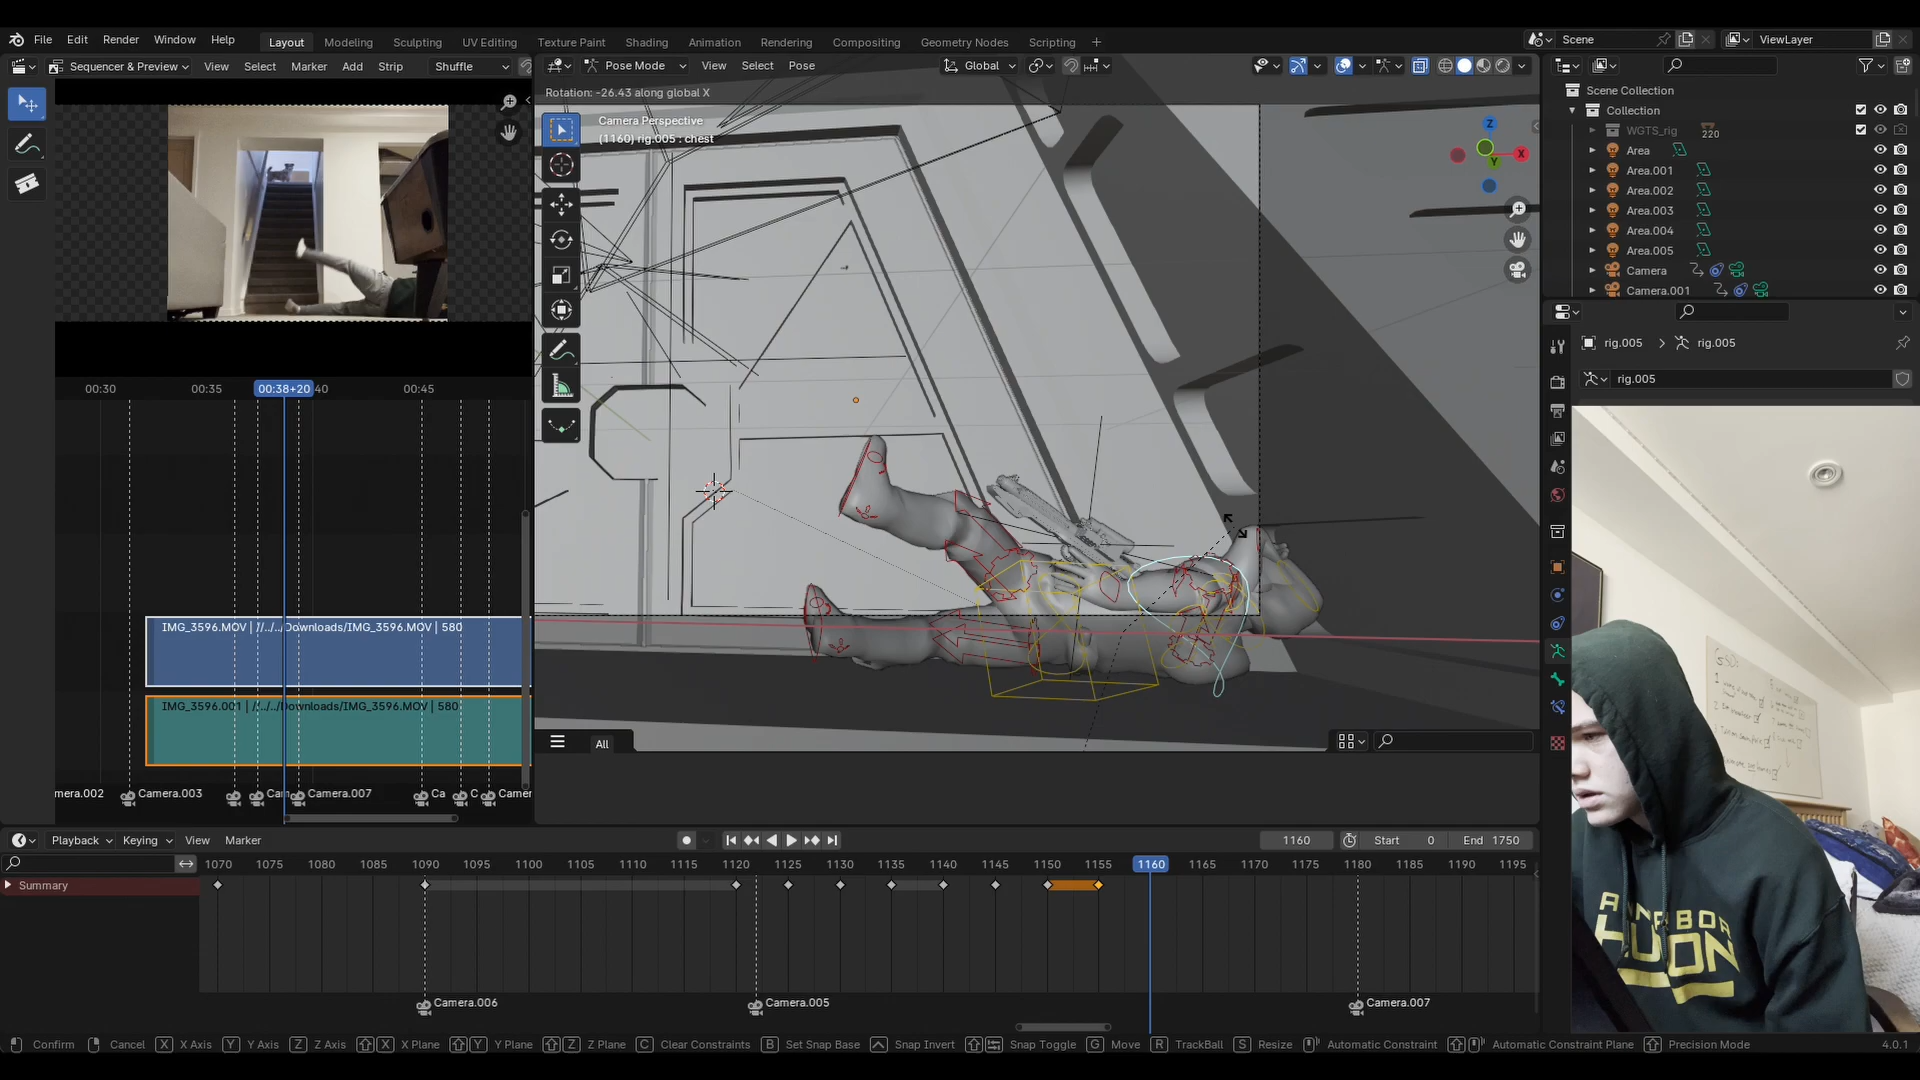 File Edit Render Window Help
Layout Modeling Sculpting UV Editing Texture Paint Shading Animation Rendering Compositing Geometry Nodes Scripting +
Scene
ViewLayer
Sequencer & Preview View Select Marker Add Strip Shuffle
Pose Mode View Select Pose Global
Rotation: -26.43 along global X
Camera Perspective
(1160) rig.005 : chest
Z
X
Y
Scene Collection
Collection
WGTS_rig 220
Area
Area.001
Area.002
Area.003
Area.004
Area.005
Camera
Camera.001
rig.005 > rig.005
rig.005
00:30 00:35 00:38+20 40 00:45
IMG_3596.MOV | //../../Downloads/IMG_3596.MOV | 580
IMG_3596.001 | //../../Downloads/IMG_3596.MOV | 580
mera.002 Camera.003 Cam Camera.007 Ca C Camer
All
Playback Keying View Marker
1160 Start 0 End 1750
1070 1075 1080 1085 1090 1095 1100 1105 1110 1115 1120 1125 1130 1135 1140 1145 1150 1155 1160 1165 1170 1175 1180 1185 1190 1195
Summary
Camera.006 Camera.005 Camera.007
Confirm Cancel X X Axis Y Y Axis Z Z Axis X X Plane Y Y Plane Z Z Plane C Clear Constraints B Set Snap Base Snap Invert Snap Toggle G Move R TrackBall S Resize Automatic Constraint Automatic Constraint Plane Precision Mode 4.0.1